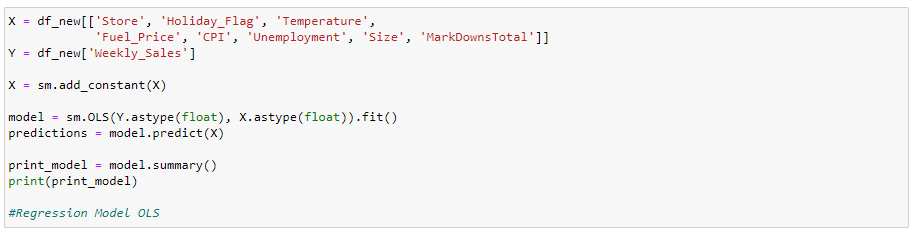 X = df_new[['Store', 'Holiday_Flag', 'Temperature',
            'Fuel_Price', 'CPI', 'Unemployment', 'Size', 'MarkDownsTotal']]
Y = df_new['Weekly_Sales']
X = sm.add_constant(X)
model = sm.OLS(Y.astype(float), X.astype(float)).fit()
predictions = model.predict(X)
print_model = model.summary()
print(print_model)
#Regression Model OLS